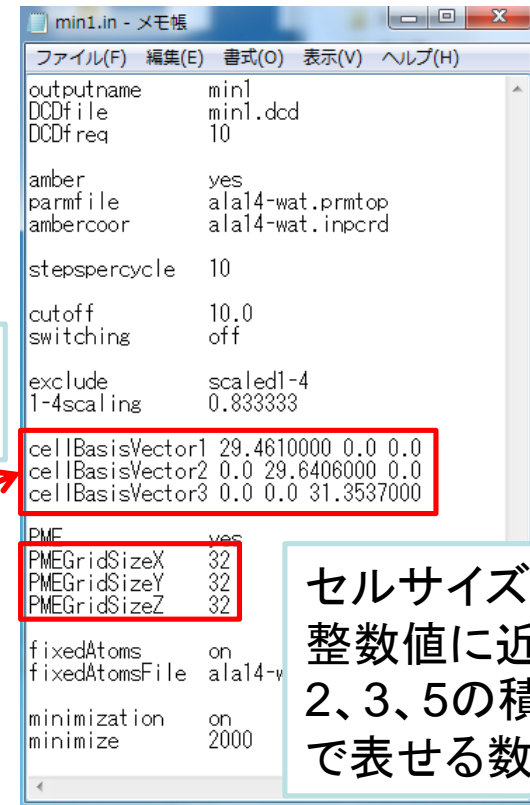 min1.in - メモ帳
ファイル(F) 編集(E) 書式(O) 表示(V) ヘルプ(H)
outputname min1
DCDfile min1.dcd
DCDfreq 10
amber yes
parmfile ala14-wat.prmtop
ambercoor ala14-wat.inpcrd
stepspercycle 10
cutoff 10.0
switching off
exclude scaled1-4
1-4scaling 0.833333
cellBasisVector1 29.4610000 0.0 0.0
cellBasisVector2 0.0 29.6406000 0.0
cellBasisVector3 0.0 0.0 31.3537000
PME yes
PMEGridSizeX 32
PMEGridSizeY 32
PMEGridSizeZ 32
fixedAtoms on
fixedAtomsFile ala14-w
minimization on
minimize 2000
セルサイズ
整数値に近
2、3、5の積
で表せる数